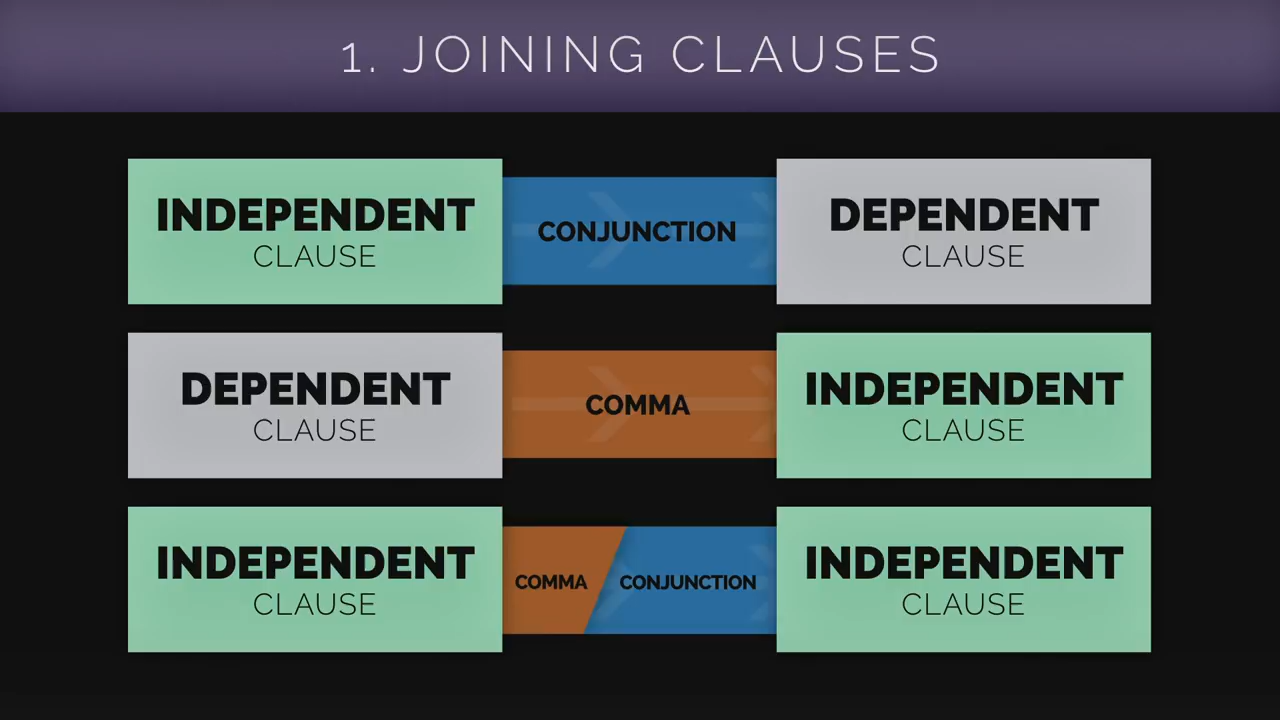 1. JOINING CLAUSES
INDEPENDENT
CLAUSE
CONJUNCTION
DEPENDENT
CLAUSE
DEPENDENT
CLAUSE
COMMA
INDEPENDENT
CLAUSE
INDEPENDENT
CLAUSE
COMMA
CONJUNCTION
INDEPENDENT
CLAUSE